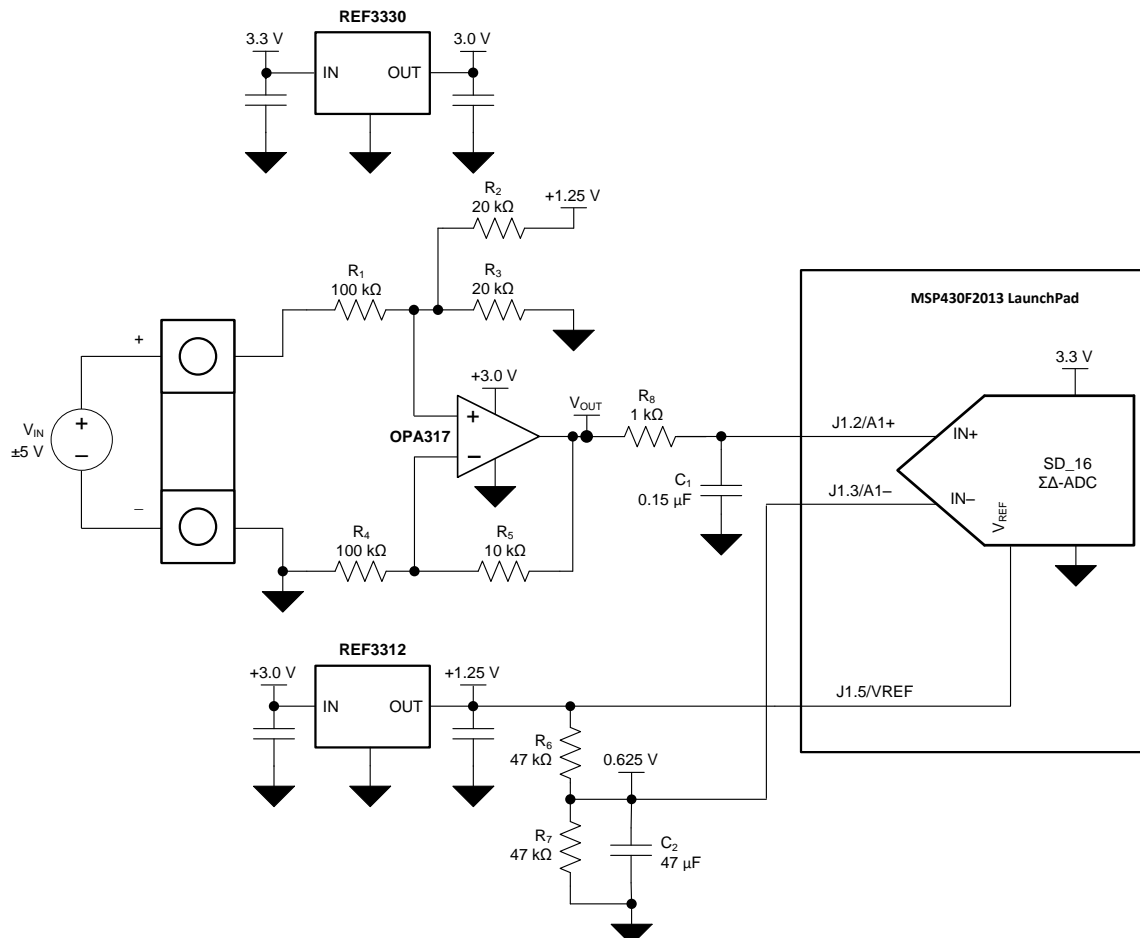 REF3330
3.3 V
3.0 V
IN
OUT
R2
20 kΩ
+1.25 V
R1
100 kΩ
R3
20 kΩ
MSP430F2013 LaunchPad
+
+3.0 V
3.3 V
VIN
±5 V
+
−
+
−
OPA317
VOUT
R8
1 kΩ
J1.2/A1+
IN+
SD_16
ΣΔ-ADC
C1
0.15 µF
J1.3/A1−
IN−
VREF
−
R4
100 kΩ
R5
10 kΩ
REF3312
+3.0 V
+1.25 V
IN
OUT
J1.5/VREF
R6
47 kΩ
0.625 V
R7
47 kΩ
C2
47 µF